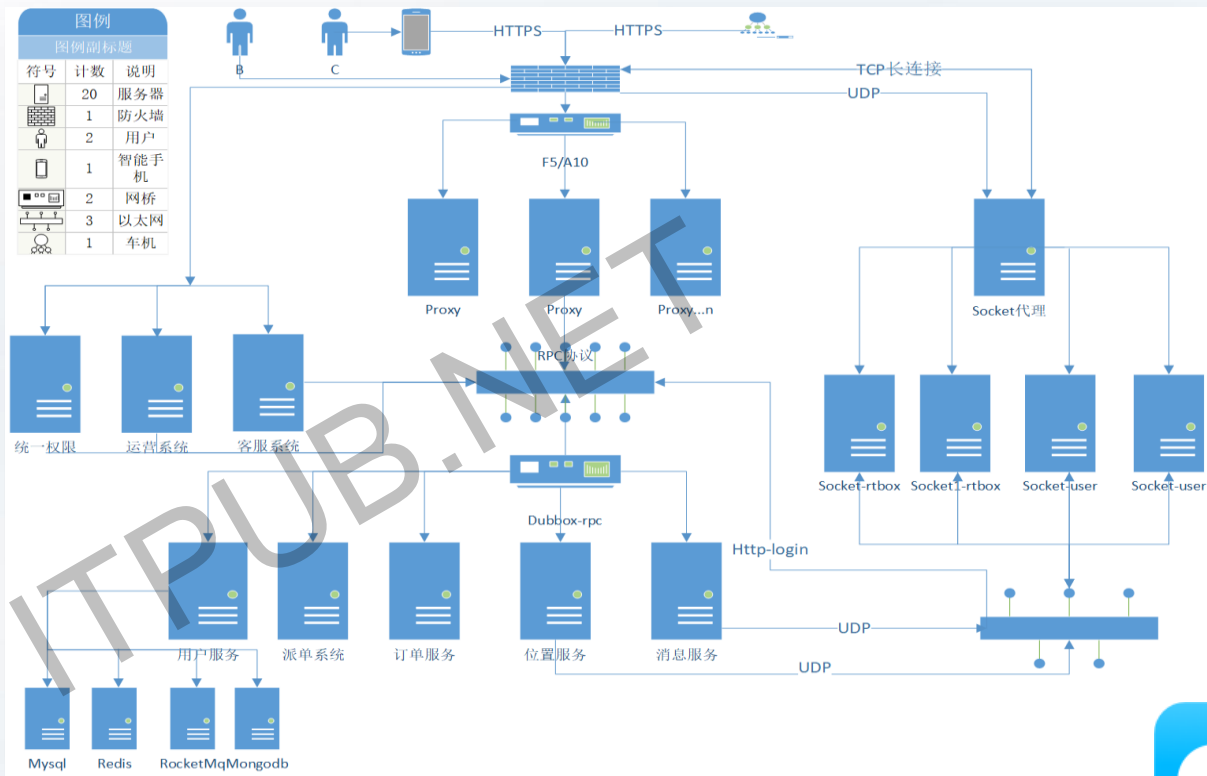 图例
图例副标题
符号 计数 说明
20 服务器
1 防火墙
2 用户
1 智能手
机
2 网桥
3 以太网
1 车机
B
C
HTTPS
HTTPS
TCP长连接
UDP
F5/A10
Proxy
Proxy
Proxy...n
Socket代理
RPC协议
统一权限
运营系统
客服系统
Socket-rtbox
Socket1-rtbox
Socket-user
Socket-user
Dubbox-rpc
Http-login
用户服务
派单系统
订单服务
位置服务
消息服务
UDP
UDP
Mysql
Redis
RocketMq
Mongodb
ITPUB.NET